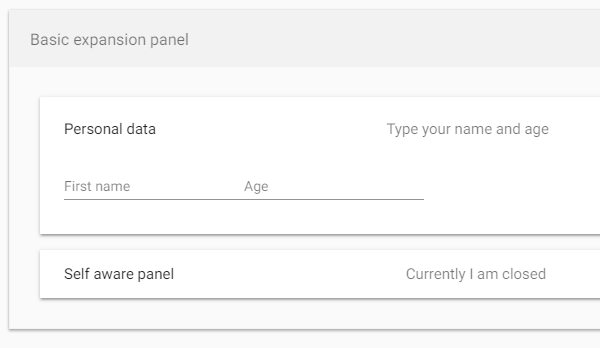 Basic expansion panel
Personal data Type your name and age
First name Age
Self aware panel Currently I am closed